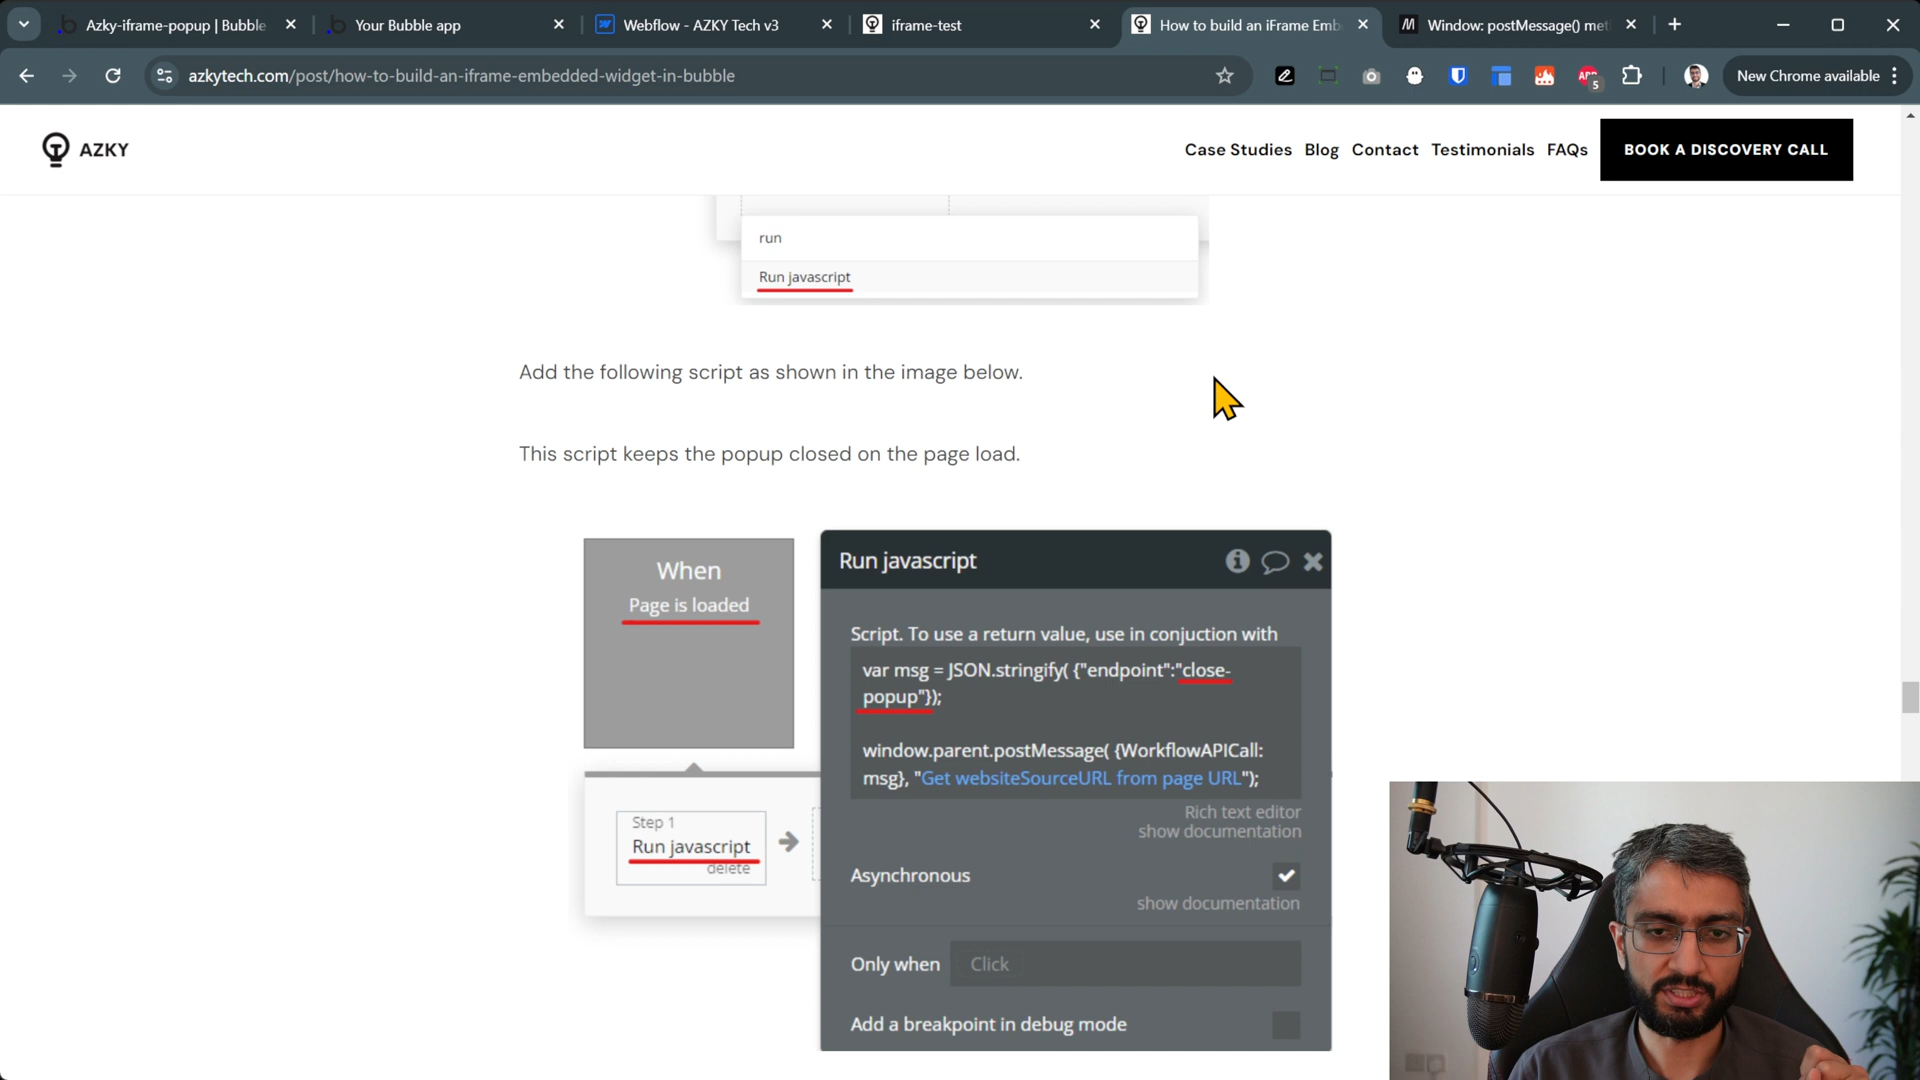 Azky-iframe-popup | Bubble
Your Bubble app
Webflow - AZKY Tech v3
iframe-test
How to build an iFrame Emb
Window: postMessage() met
azkytech.com/post/how-to-build-an-iframe-embedded-widget-in-bubble
5
New Chrome available
AZKY
Case Studies
Blog
Contact
Testimonials
FAQs
BOOK A DISCOVERY CALL
run
Run javascript
Add the following script as shown in the image below.
This script keeps the popup closed on the page load.
When
Page is loaded
Step 1
Run javascript
delete
Run javascript
Script. To use a return value, use in conjuction with
var msg = JSON.stringify( {"endpoint":"close-
popup"});
window.parent.postMessage( {WorkflowAPICall:
msg}, "Get websiteSourceURL from page URL");
Rich text editor
show documentation
Asynchronous
show documentation
Only when
Click
Add a breakpoint in debug mode